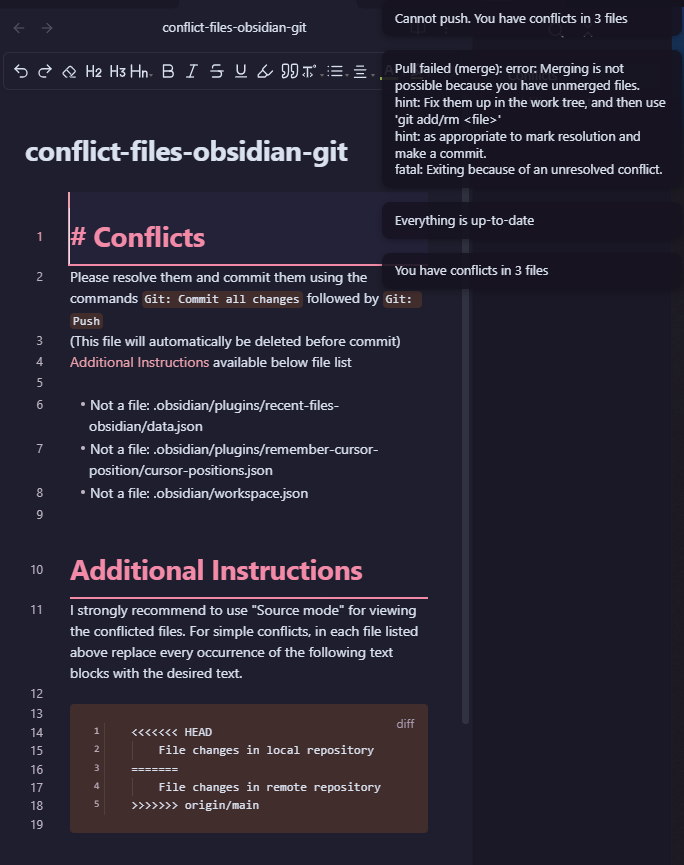 conflict-files-obsidian-git
Cannot push. You have conflicts in 3 files
H2 H3 Hn B I S U
Pull failed (merge): error: Merging is not
possible because you have unmerged files.
hint: Fix them up in the work tree, and then use
'git add/rm <file>'
hint: as appropriate to mark resolution and
make a commit.
fatal: Exiting because of an unresolved conflict.
Everything is up-to-date
You have conflicts in 3 files
conflict-files-obsidian-git
1 # Conflicts
2 Please resolve them and commit them using the
commands Git: Commit all changes followed by Git:
Push
3 (This file will automatically be deleted before commit)
4 Additional Instructions available below file list
5
6 • Not a file: .obsidian/plugins/recent-files-
obsidian/data.json
7 • Not a file: .obsidian/plugins/remember-cursor-
position/cursor-positions.json
8 • Not a file: .obsidian/workspace.json
9
10 Additional Instructions
11 I strongly recommend to use "Source mode" for viewing
the conflicted files. For simple conflicts, in each file listed
above replace every occurrence of the following text
blocks with the desired text.
12
13 diff
14 1 <<<<<<< HEAD
15 2 File changes in local repository
16 3 =======
17 4 File changes in remote repository
18 5 >>>>>>> origin/main
19